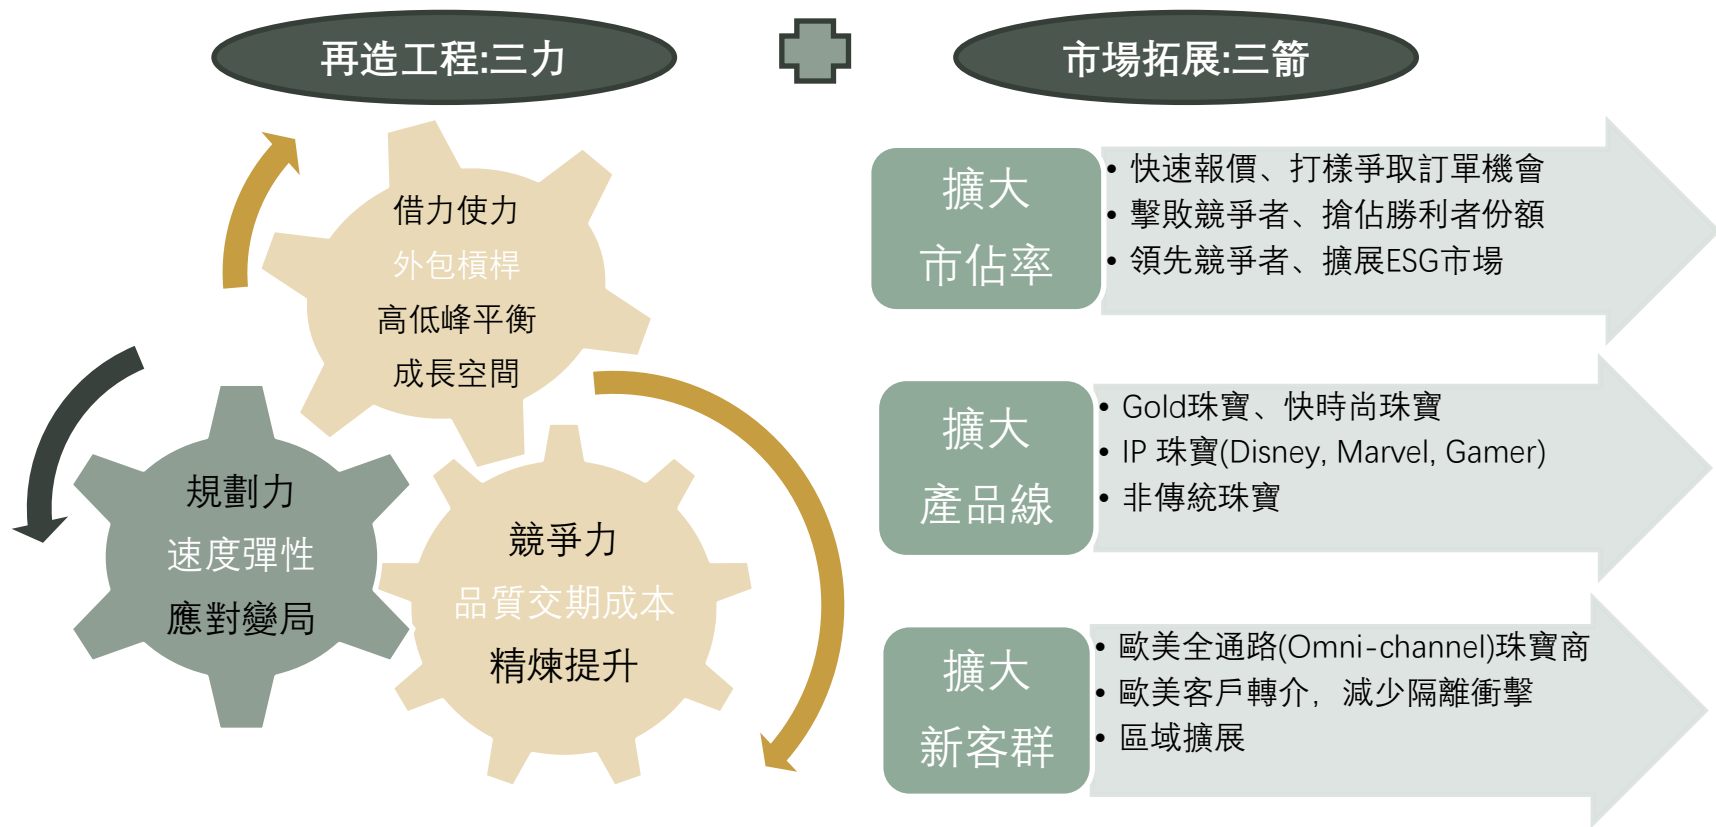 再造工程:三力
市場拓展:三箭
借力使力
外包槓桿
高低峰平衡
成長空間
規劃力
速度彈性
應對變局
競爭力
品質交期成本
精煉提升
擴大
市佔率
• 快速報價、打樣爭取訂單機會
• 擊敗競爭者、搶佔勝利者份額
• 領先競爭者、擴展ESG市場
擴大
產品線
• Gold珠寶、快時尚珠寶
• IP 珠寶(Disney, Marvel, Gamer)
• 非傳統珠寶
擴大
新客群
• 歐美全通路(Omni-channel)珠寶商
• 歐美客戶轉介，減少隔離衝擊
• 區域擴展